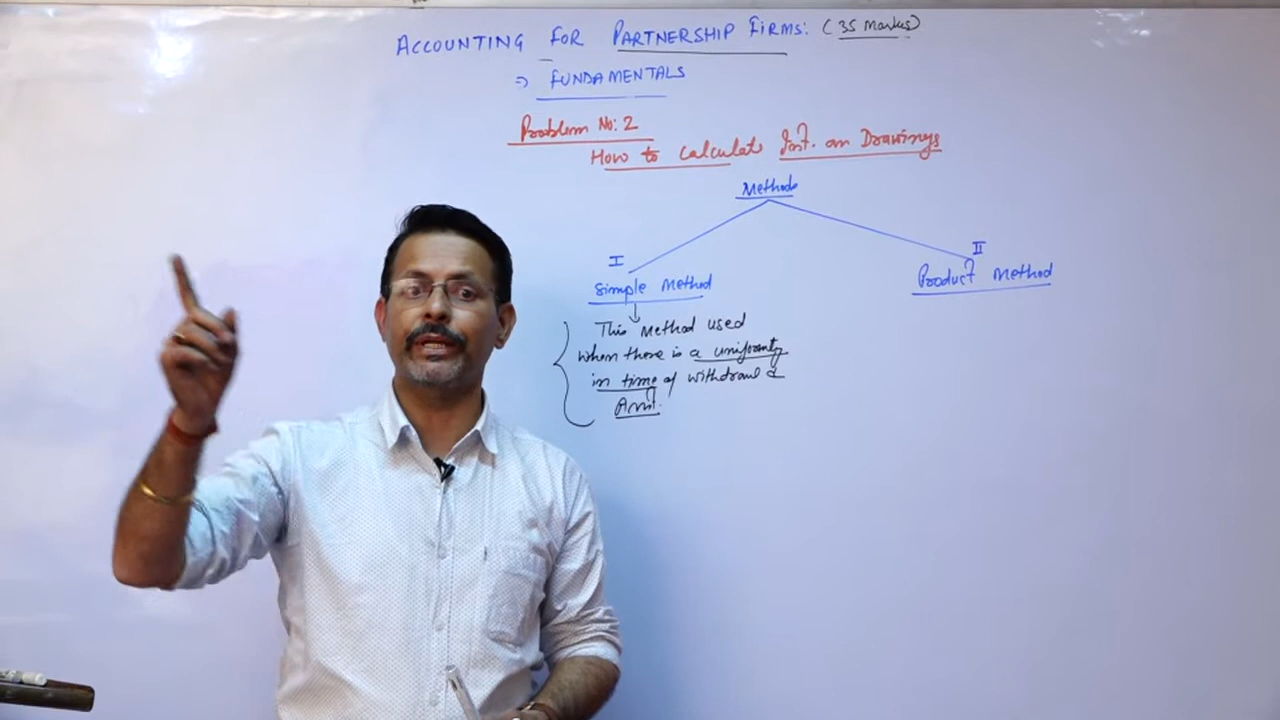 ACCOUNTING FOR PARTNERSHIP FIRMS: (35 Marks)
⇒ FUNDAMENTALS
Problem No: 2
How to calculate Int. on Drawings
Methods
I
Simple Method
II
Product Method
This Method used
when there is a uniformity
in time of withdrawl &
Amt.